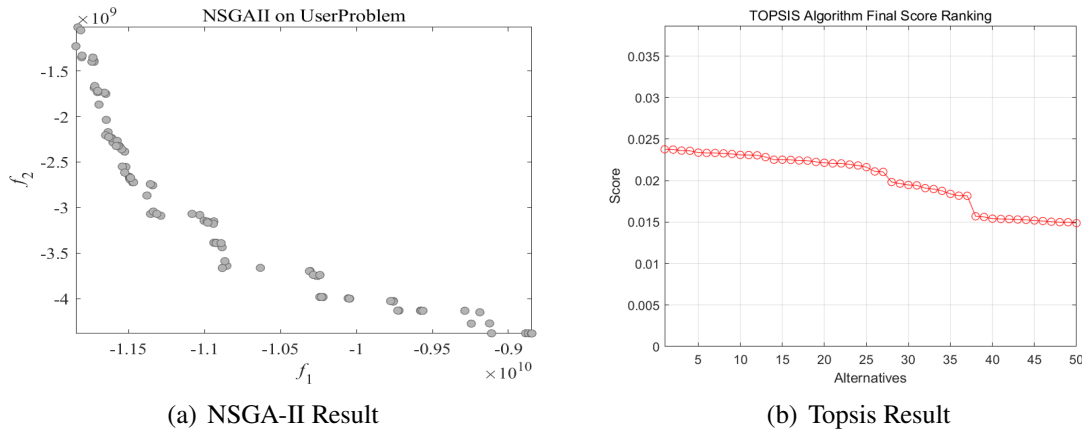 NSGAII on UserProblem
×10⁹
-1.5
-2
-2.5
-3
-3.5
-4
f₂
-1.15 -1.1 -1.05 -1 -0.95 -0.9
f₁
×10¹⁰
(a) NSGA-II Result
TOPSIS Algorithm Final Score Ranking
0.035
0.03
0.025
0.02
0.015
0.01
0.005
0
Score
5 10 15 20 25 30 35 40 45 50
Alternatives
(b) Topsis Result